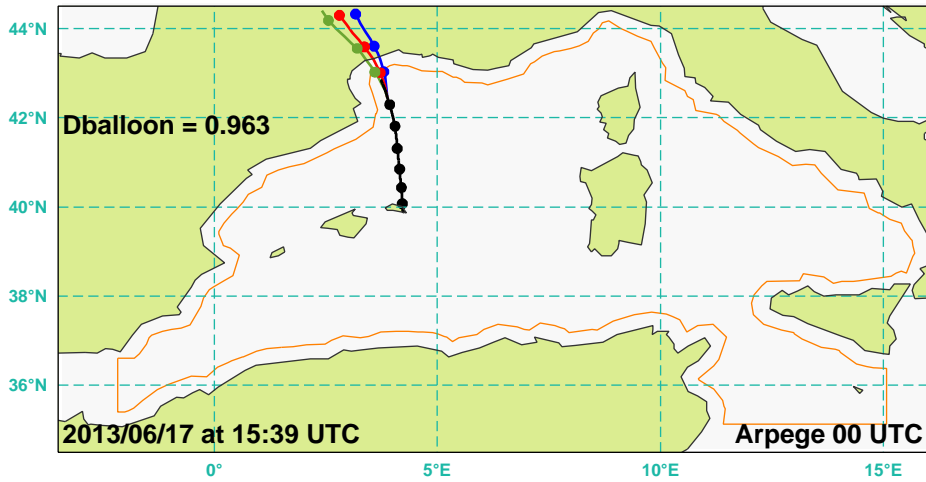 44°N
42°N
Dballoon = 0.963
40°N
38°N
36°N
2013/06/17 at 15:39 UTC
Arpege 00 UTC
0°
5°E
10°E
15°E